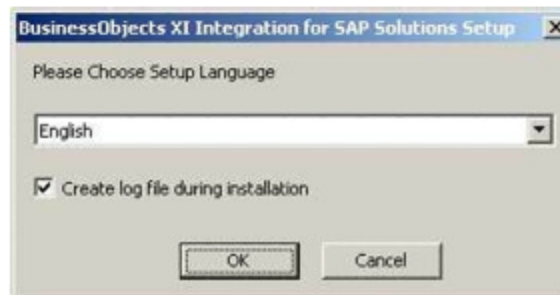 BusinessObjects XI Integration for SAP Solutions Setup
Please Choose Setup Language
English
Create log file during installation
OK
Cancel